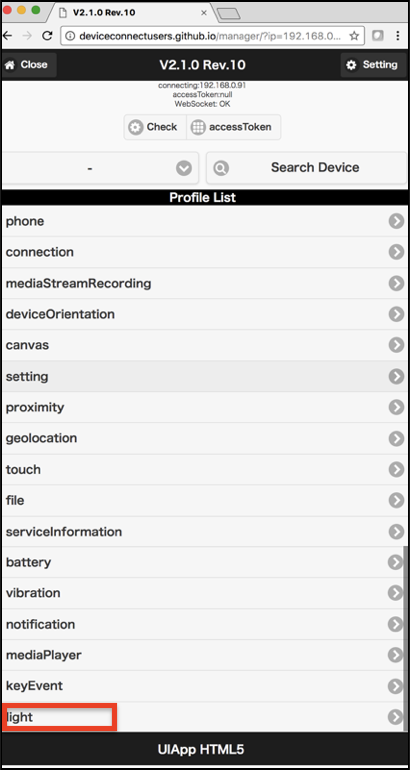 V2.1.0 Rev.10
deviceconnectusers.github.io/manager/?ip=192.168.0...
Close
V2.1.0 Rev.10
Setting
connecting:192.168.0.91
accessToken:null
WebSocket: OK
Check
accessToken
-
Search Device
Profile List
phone
connection
mediaStreamRecording
deviceOrientation
canvas
setting
proximity
geolocation
touch
file
serviceInformation
battery
vibration
notification
mediaPlayer
keyEvent
light
UIApp HTML5